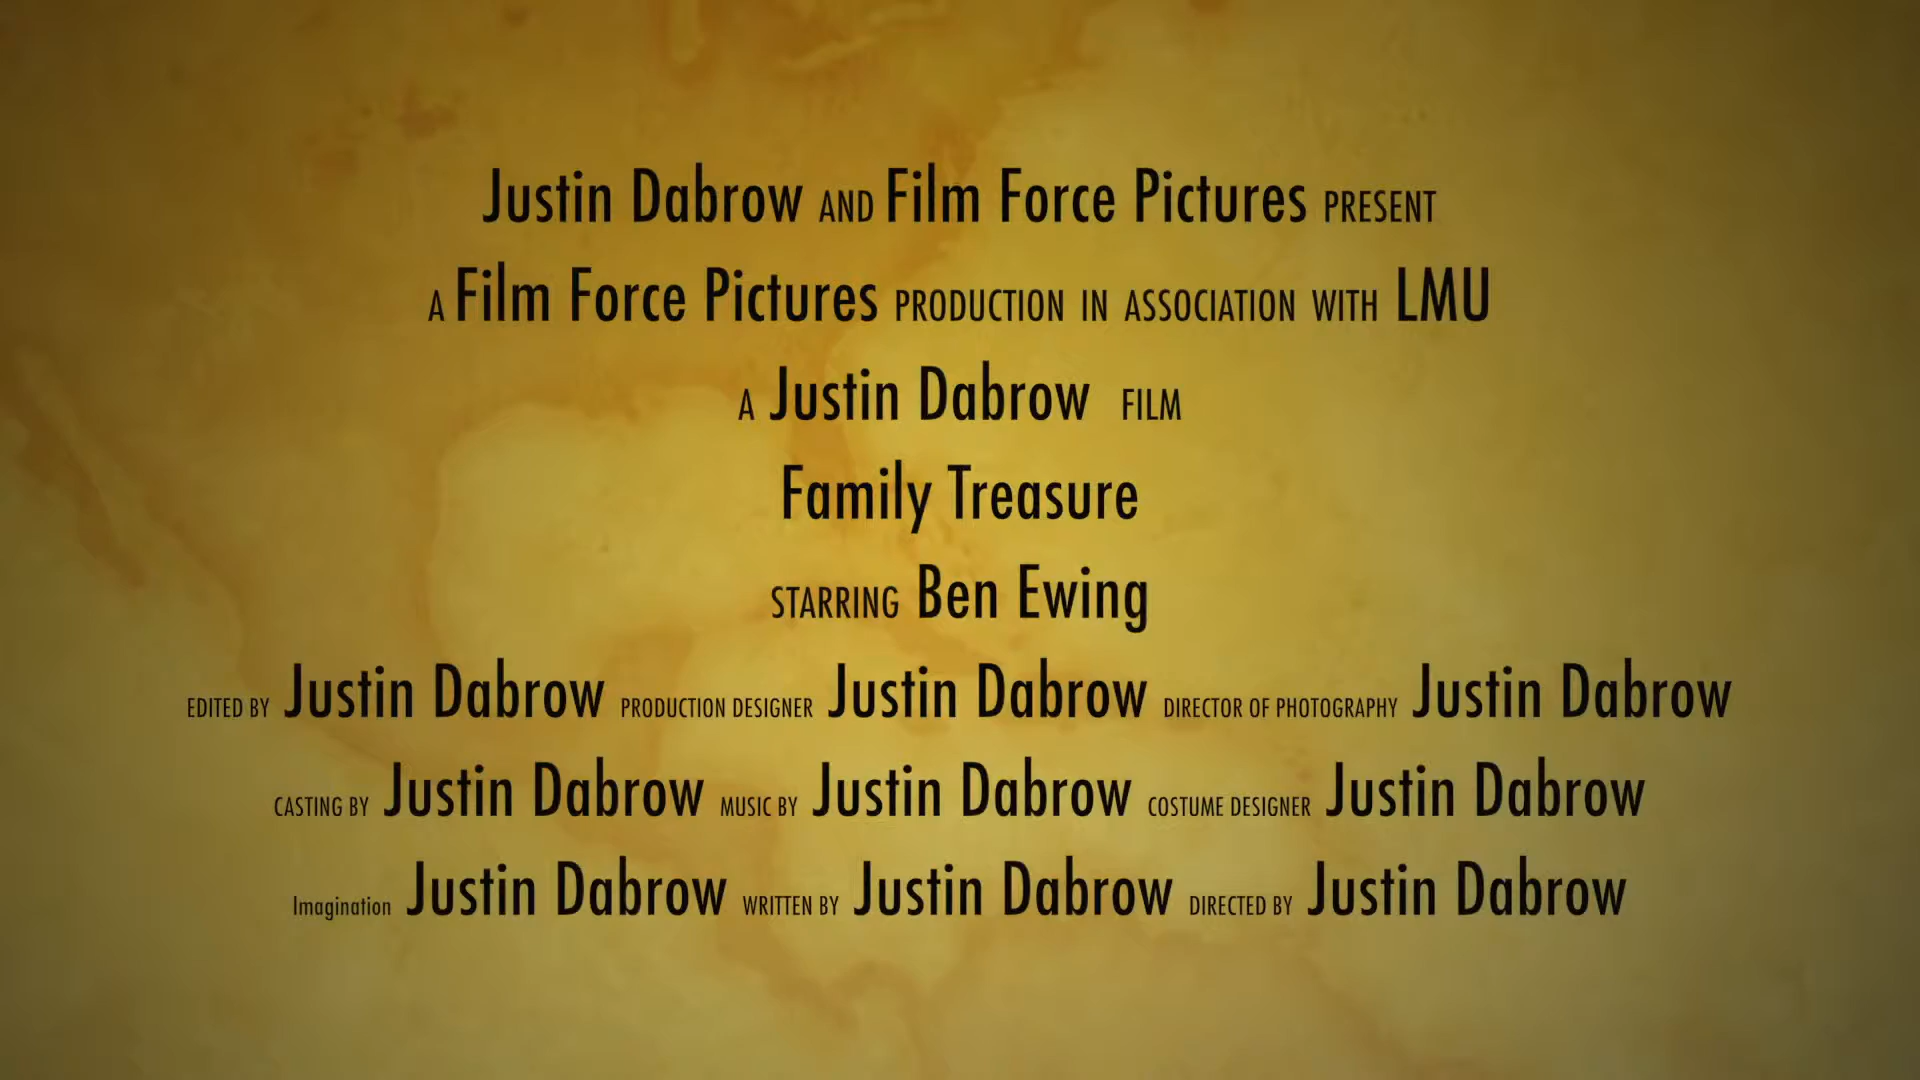 Justin Dabrow AND Film Force Pictures PRESENT
A Film Force Pictures PRODUCTION IN ASSOCIATION WITH LMU
A Justin Dabrow FILM
Family Treasure
STARRING Ben Ewing
EDITED BY Justin Dabrow PRODUCTION DESIGNER Justin Dabrow DIRECTOR OF PHOTOGRAPHY Justin Dabrow
CASTING BY Justin Dabrow MUSIC BY Justin Dabrow COSTUME DESIGNER Justin Dabrow
Imagination Justin Dabrow WRITTEN BY Justin Dabrow DIRECTED BY Justin Dabrow